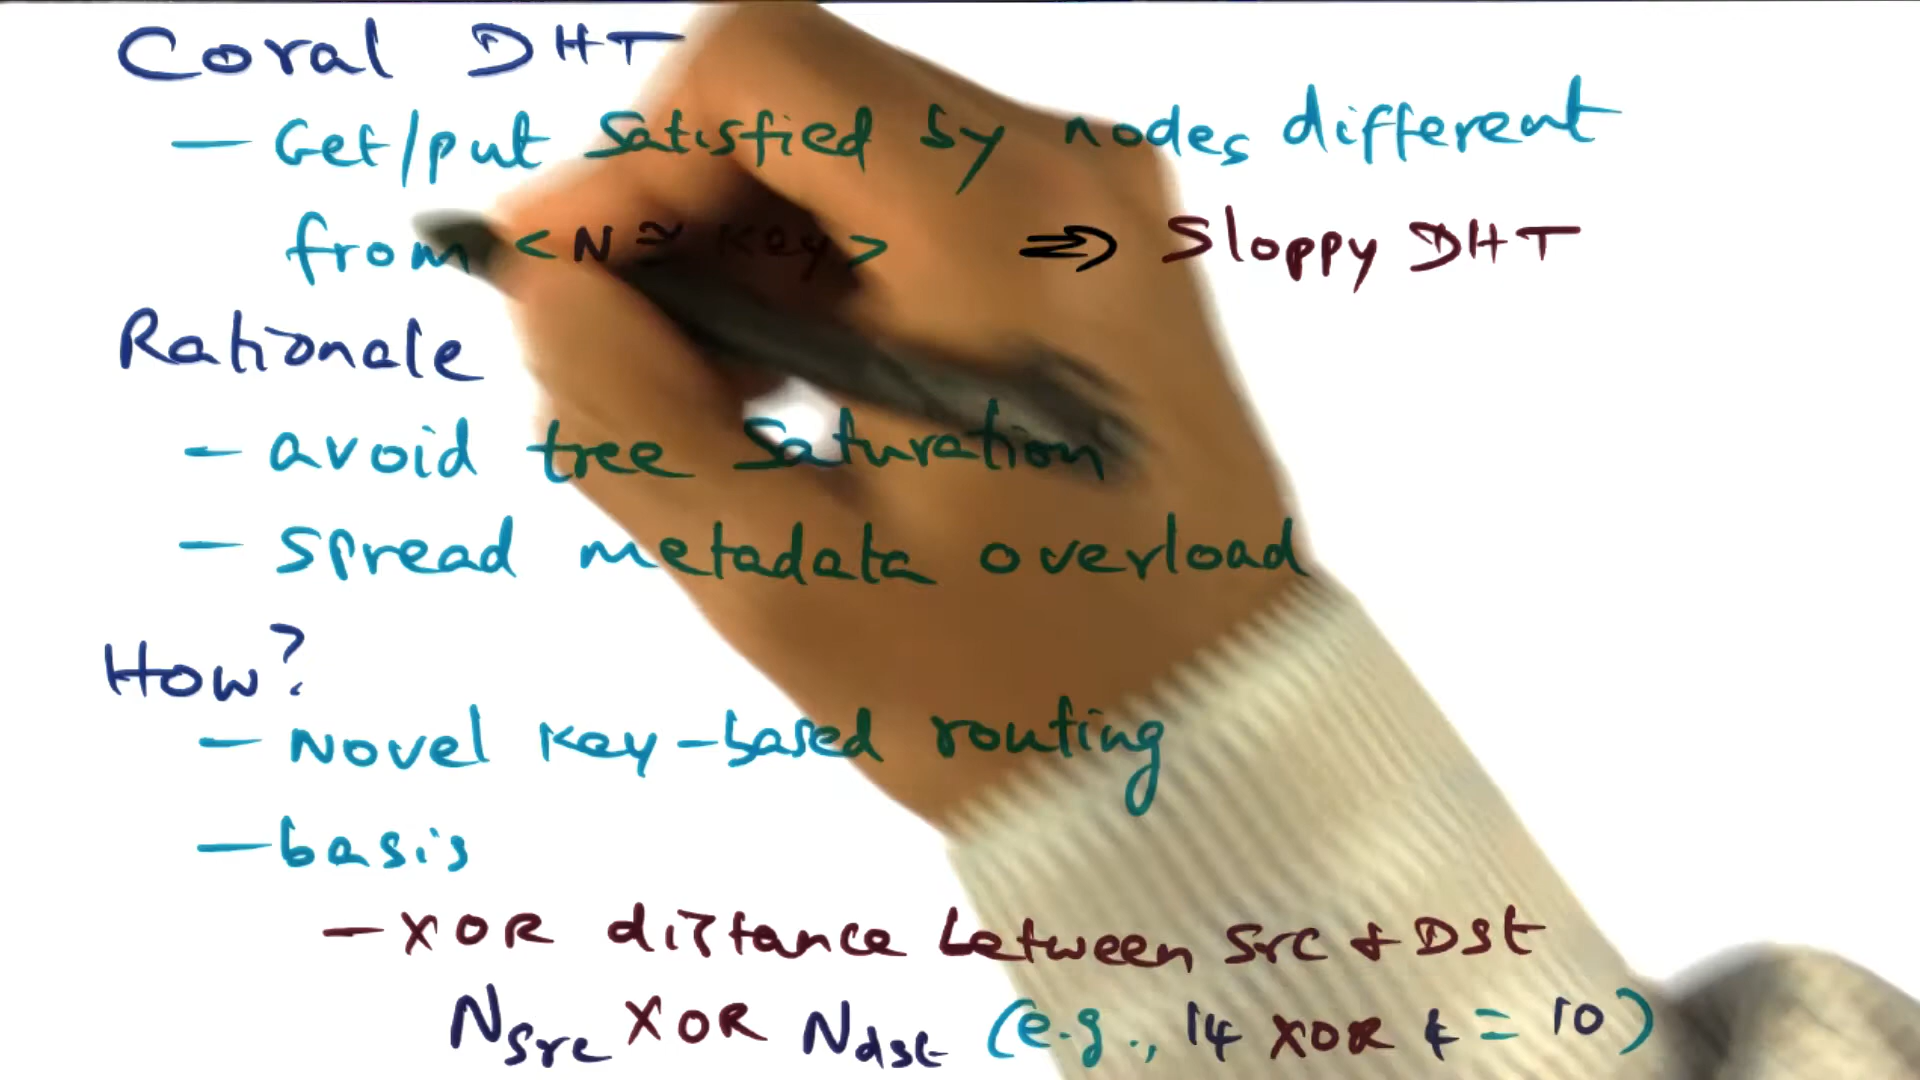 Coral DHT
- Get/put satisfied by nodes different
from <N ≅ key> ⇒ Sloppy DHT
Rationale
- avoid tree saturation
- spread metadata overload
How?
- Novel key-based routing
- basis
- XOR distance between Src & Dst
Nsrc XOR Ndst (e.g., 14 XOR 4 = 10)